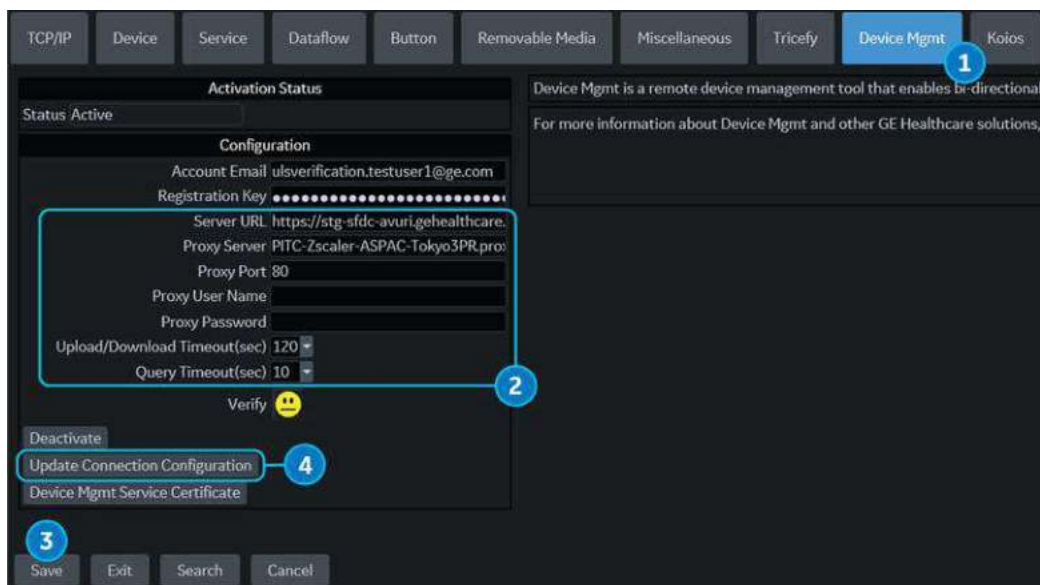 TCP/IP Device Service Dataflow Button Removable Media Miscellaneous Tricefy Device Mgmt Koios
1
Activation Status
Status Active
Configuration
Account Email ulsverification.testuser1@ge.com
Registration Key
Server URL https://stg-sfdc-avuri.gehealthcare.
Proxy Server PITC-Zscaler-ASPAC-Tokyo3PR.prox
Proxy Port 80
Proxy User Name
Proxy Password
Upload/Download Timeout(sec) 120
Query Timeout(sec) 10
2
Verify
Deactivate
Update Connection Configuration
4
Device Mgmt Service Certificate
3
Save Exit Search Cancel
Device Mgmt is a remote device management tool that enables bi-directional
For more information about Device Mgmt and other GE Healthcare solutions,